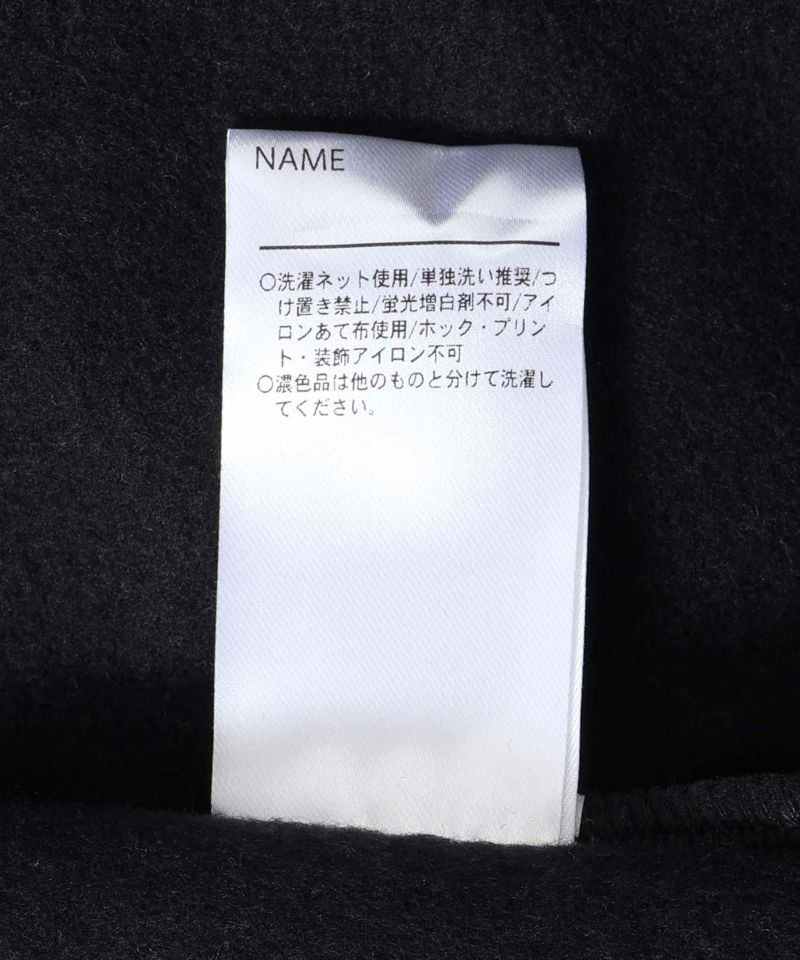 NAME
○洗濯ネット使用/単独洗い推奨/つ
け置き禁止/蛍光増白剤不可/アイ
ロンあて布使用/ホック・プリン
ト・装飾アイロン不可
○濃色品は他のものと分けて洗濯し
てください。